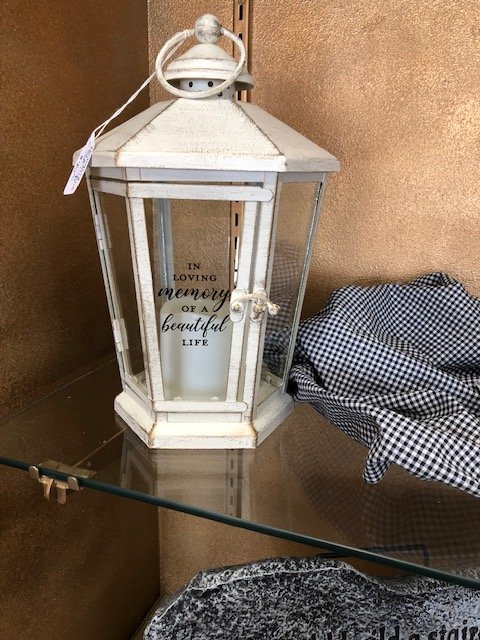 IN
LOVING
memory
OF A
beautiful
LIFE